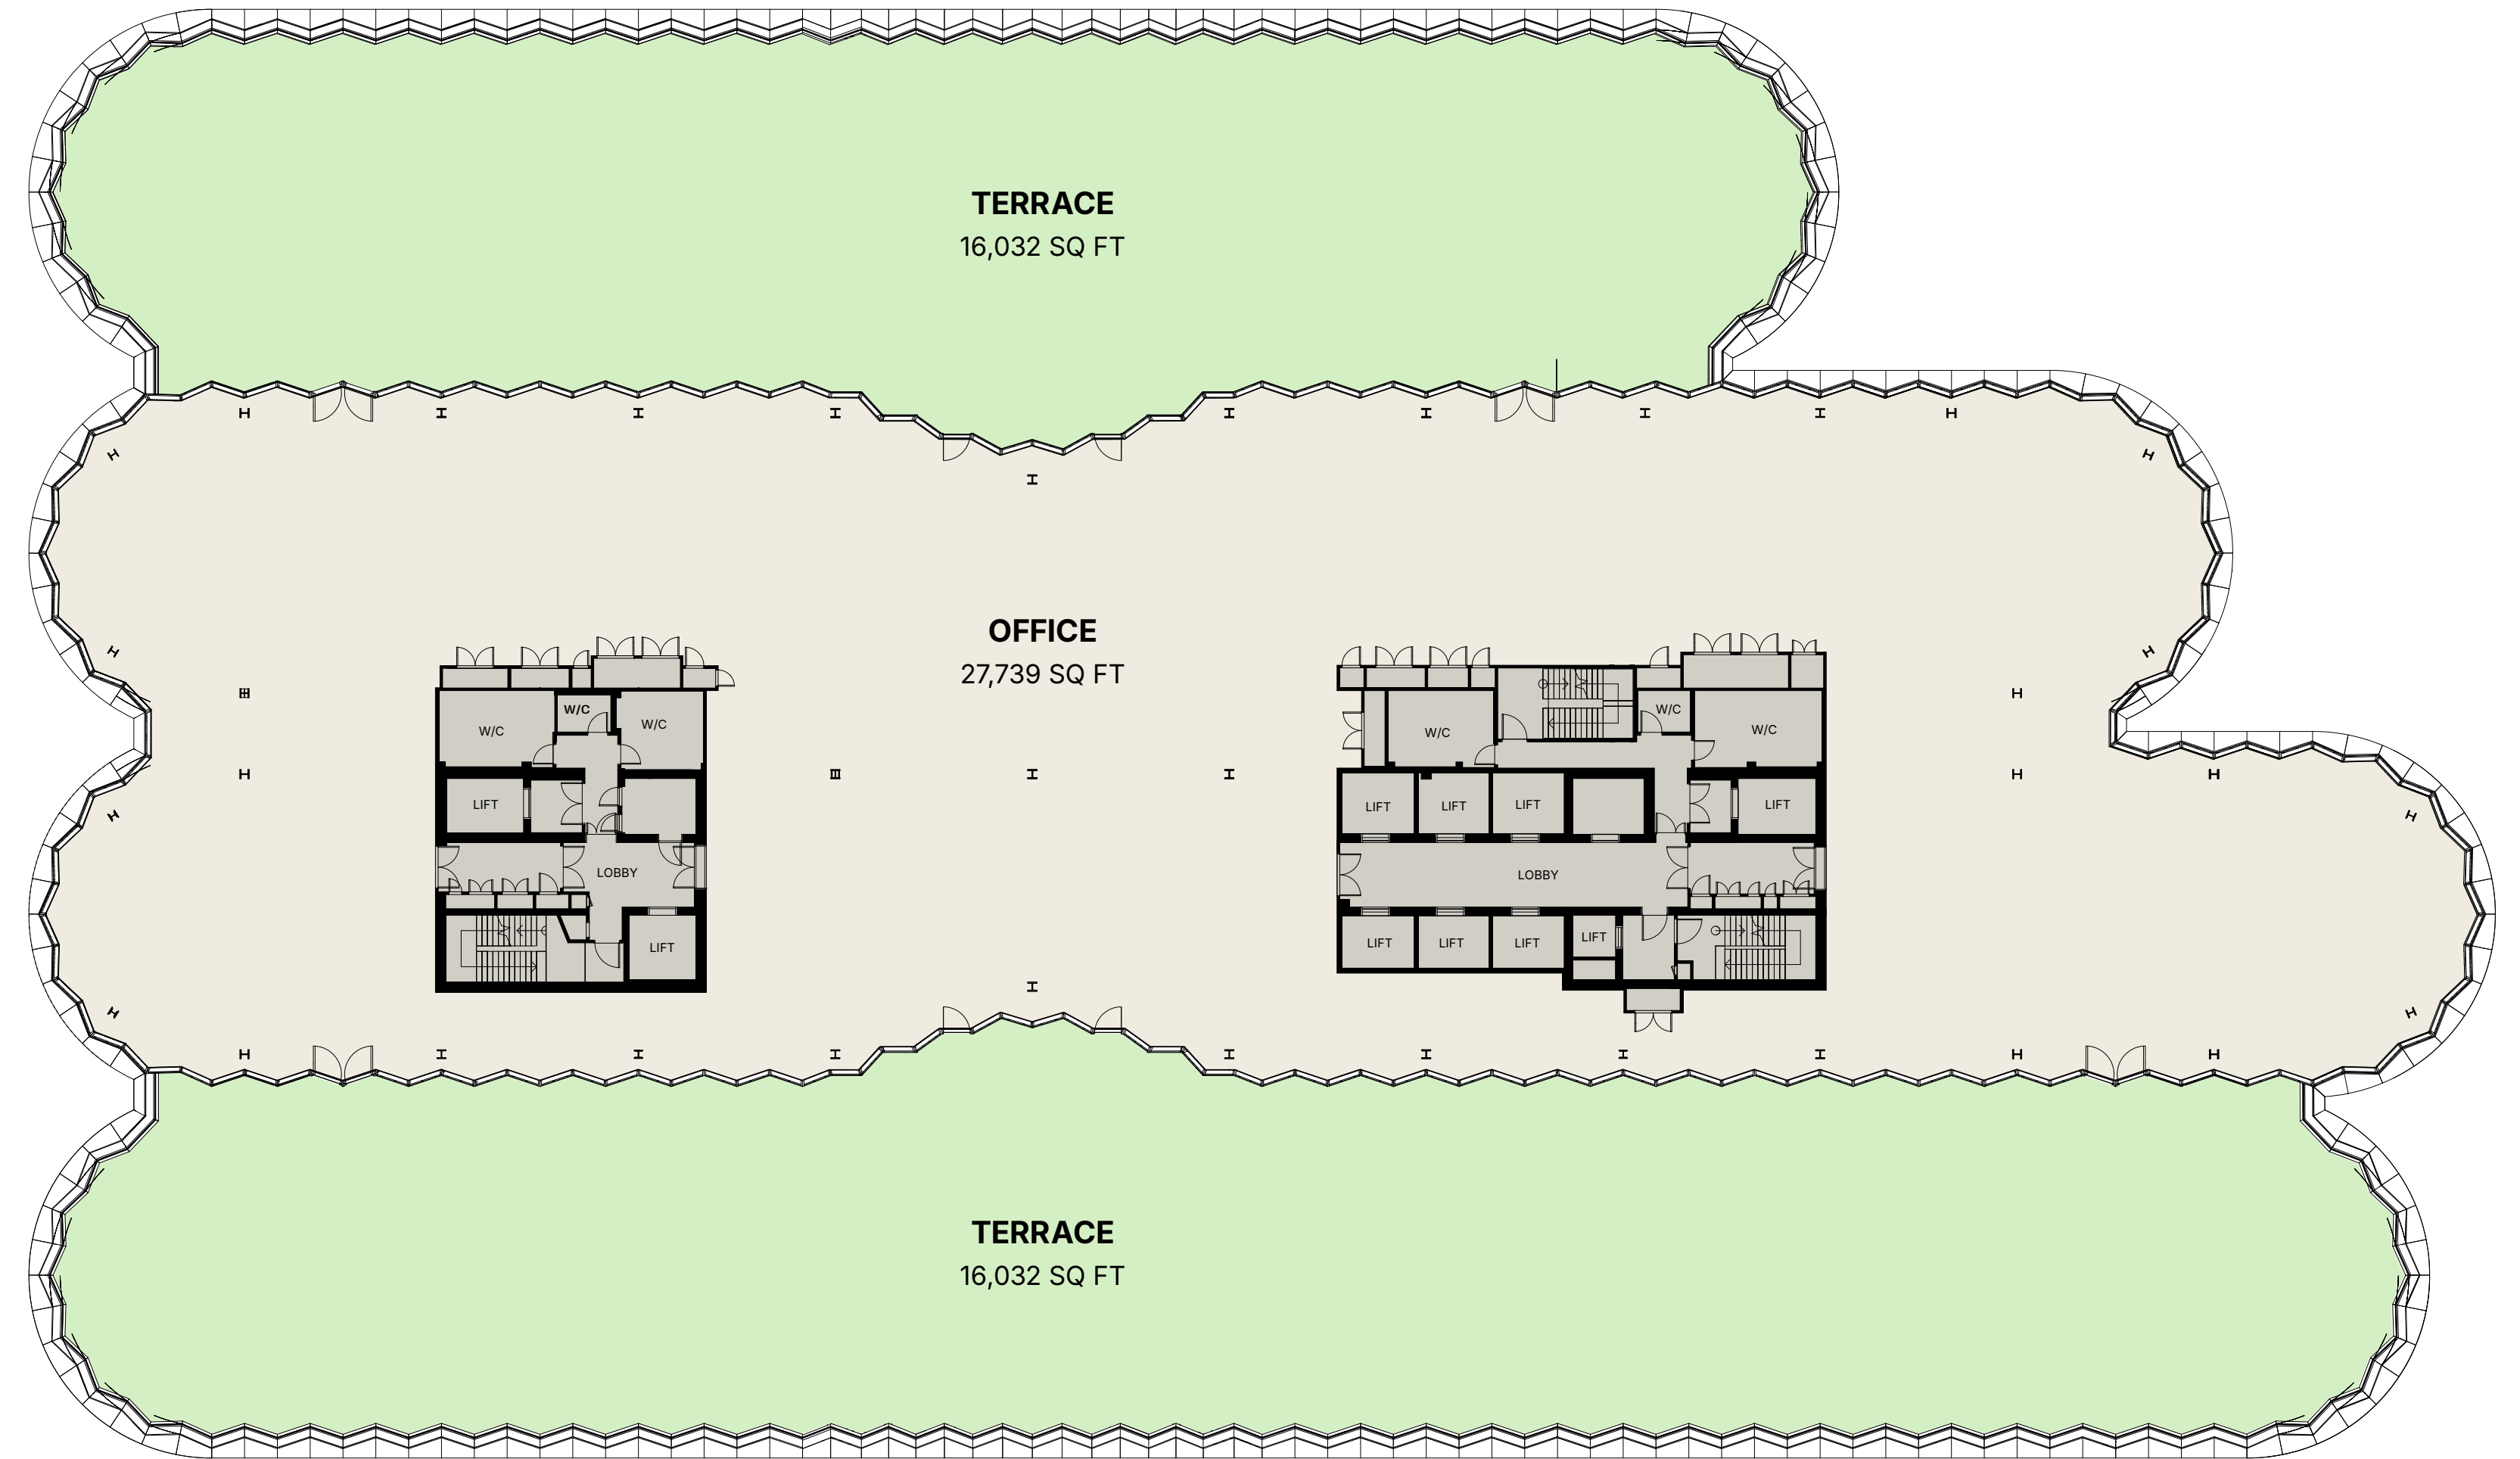 TERRACE
16,032 SQ FT
OFFICE
27,739 SQ FT
W/C
W/C
W/C
LIFT
LOBBY
LIFT
W/C
W/C
W/C
LIFT
LIFT
LIFT
LIFT
LOBBY
LIFT
LIFT
LIFT
LIFT
TERRACE
16,032 SQ FT